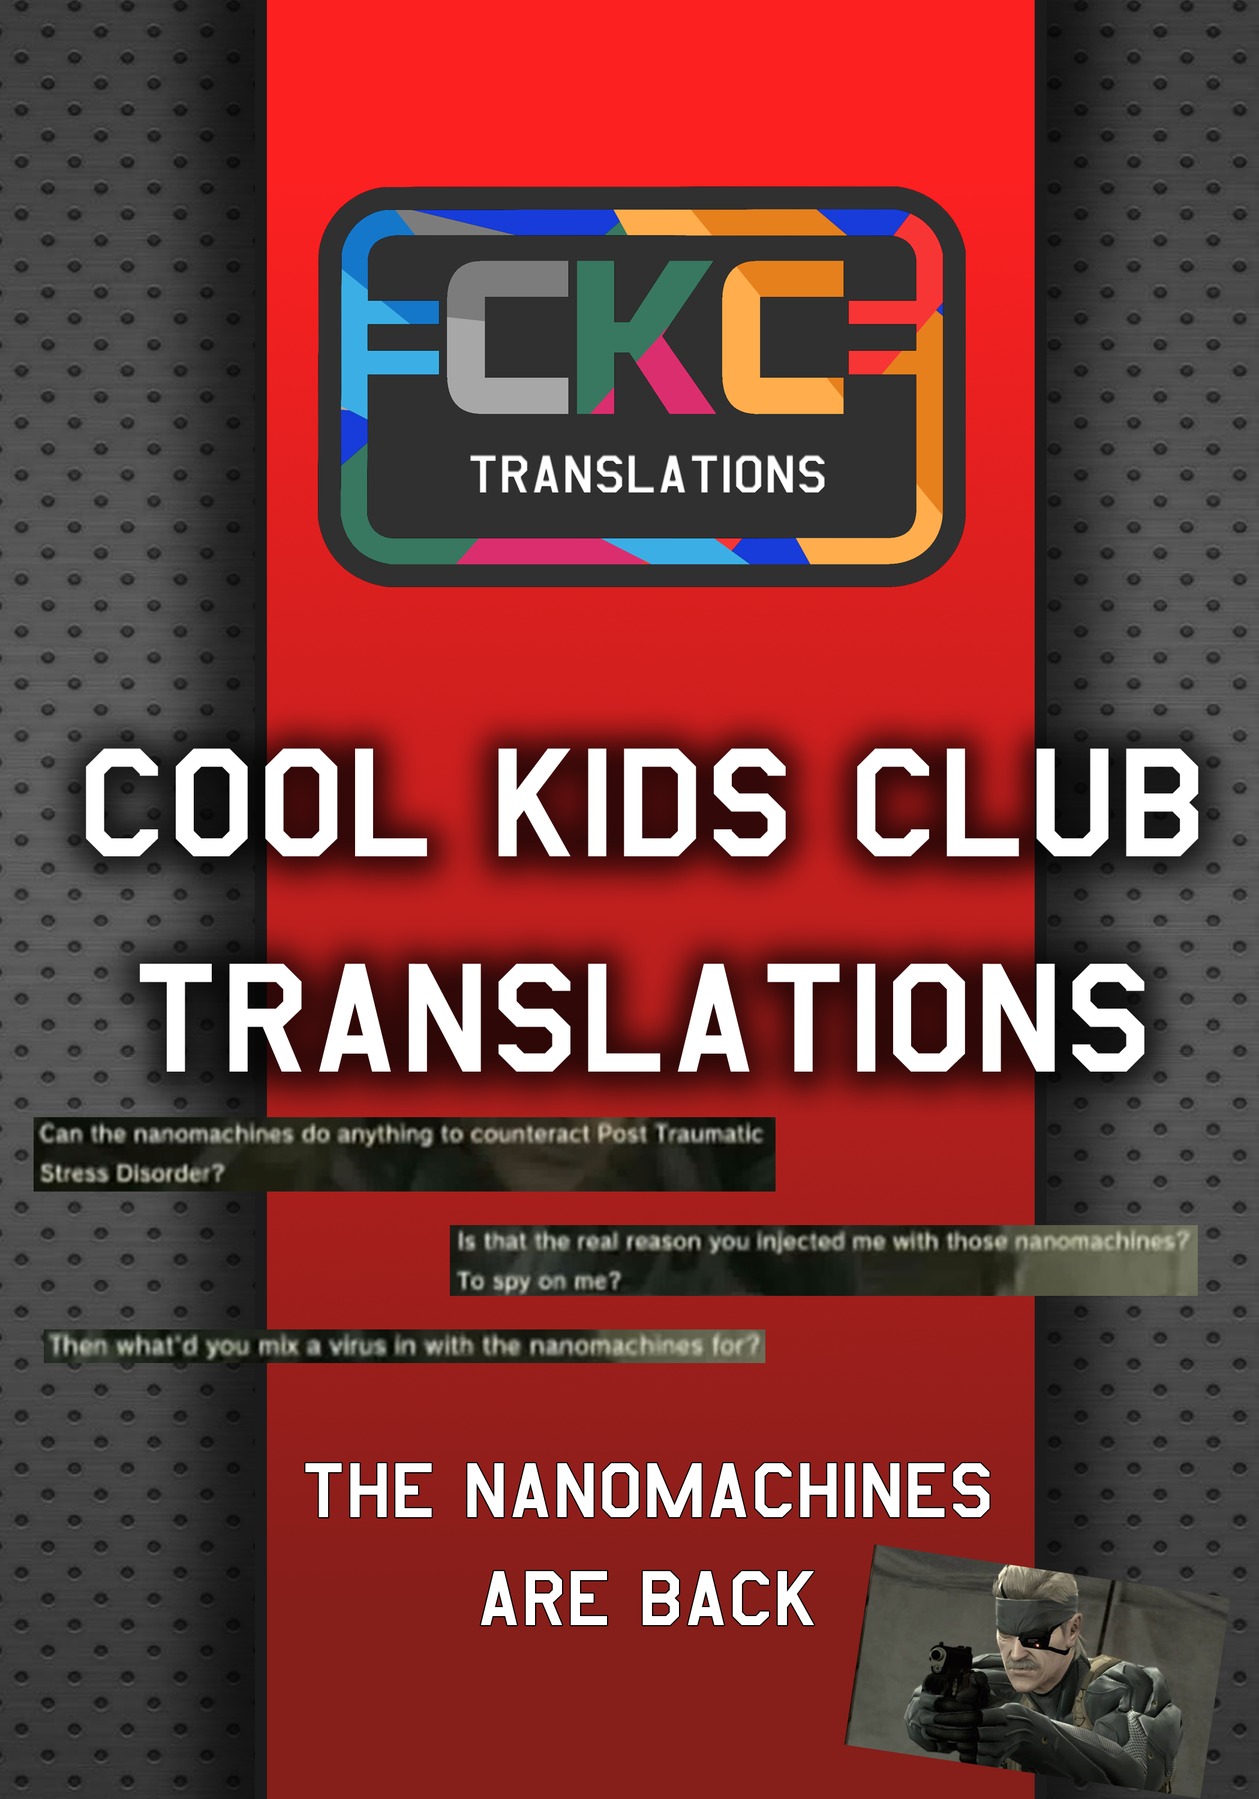 CKC
TRANSLATIONS
COOL KIDS CLUB
TRANSLATIONS
Can the nanomachines do anything to counteract Post Traumatic
Stress Disorder?
Is that the real reason you injected me with those nanomachines?
To spy on me?
Then what'd you mix a virus in with the nanomachines for?
THE NANOMACHINES
ARE BACK